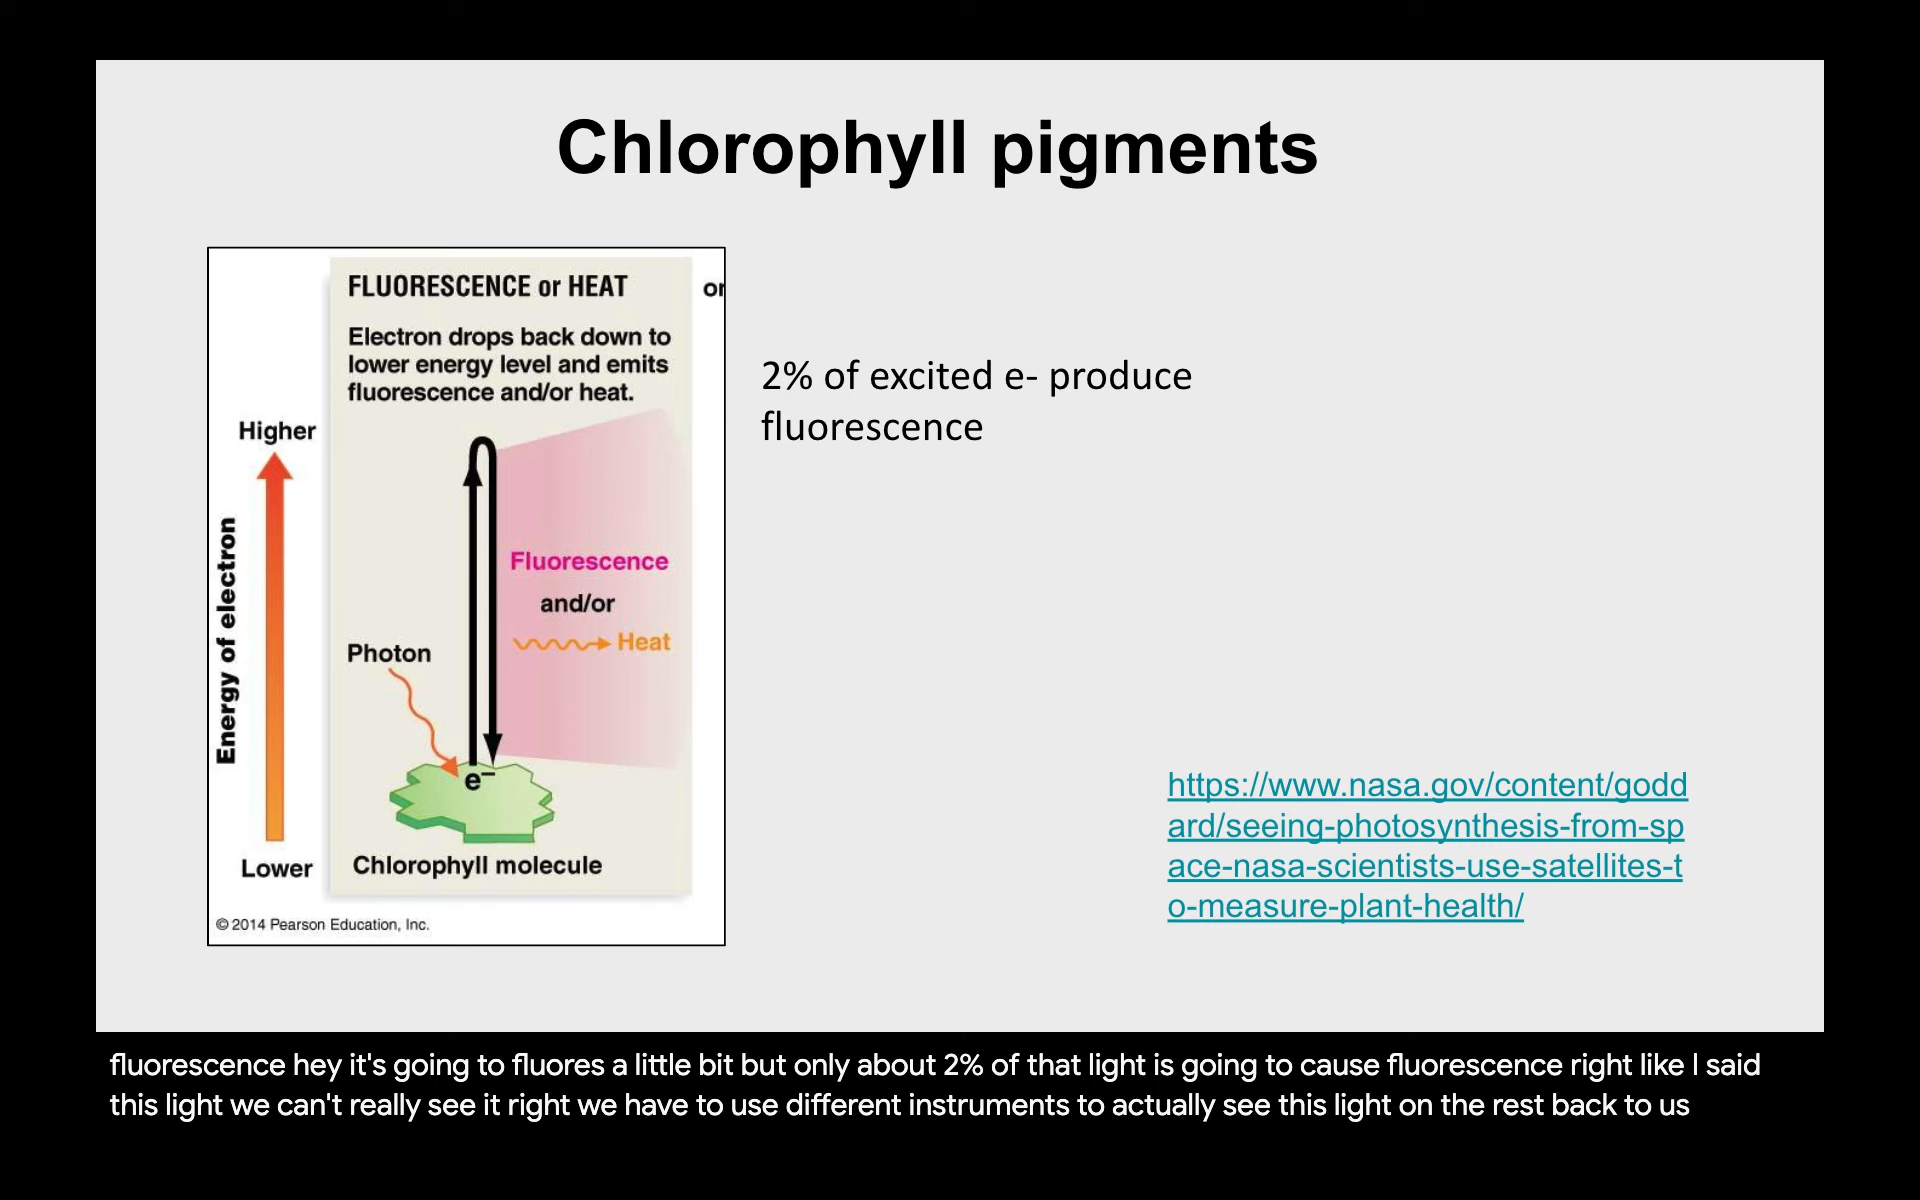 Chlorophyll pigments
FLUORESCENCE or HEAT
or
Electron drops back down to
lower energy level and emits
fluorescence and/or heat.
Higher
Energy of electron
Fluorescence
and/or
Heat
Photon
e−
Lower
Chlorophyll molecule
© 2014 Pearson Education, Inc.
2% of excited e- produce
fluorescence
https://www.nasa.gov/content/godd
ard/seeing-photosynthesis-from-sp
ace-nasa-scientists-use-satellites-t
o-measure-plant-health/
fluorescence hey it's going to fluores a little bit but only about 2% of that light is going to cause fluorescence right like I said
this light we can't really see it right we have to use different instruments to actually see this light on the rest back to us